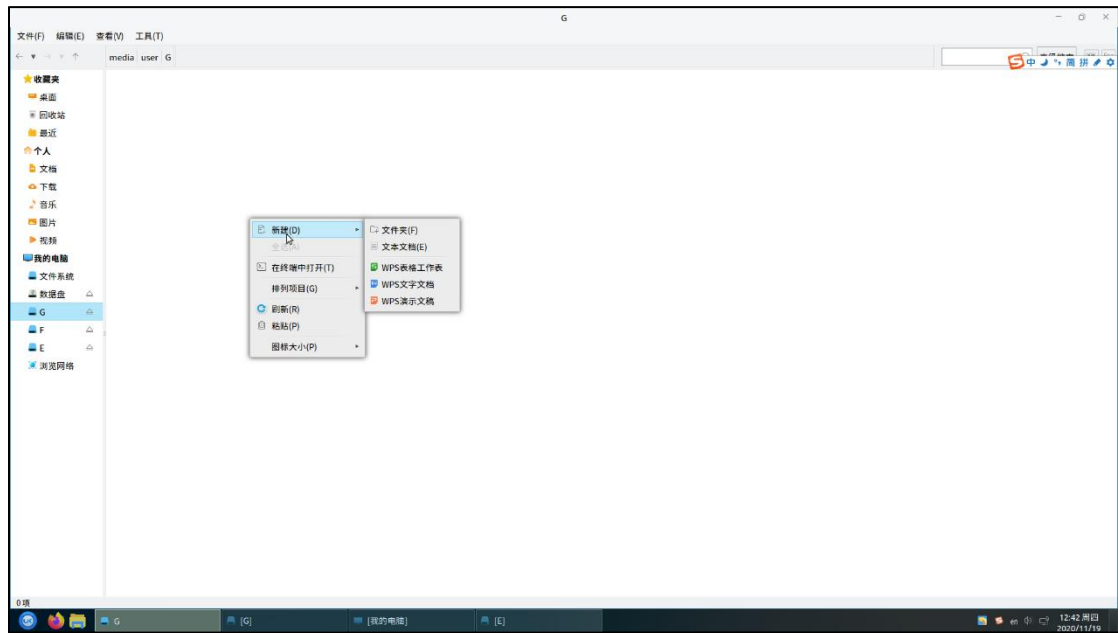 G
文件(F) 编辑(E) 查看(V) 工具(T)
media user G
中 简 拼
收藏夹
桌面
回收站
最近
个人
文档
下载
音乐
图片
视频
我的电脑
文件系统
数据盘
G
F
E
浏览网络
新建(D)
全选(A)
在终端中打开(T)
排列项目(G)
刷新(R)
粘贴(P)
图标大小(P)
文件夹(F)
文本文档(E)
WPS表格工作表
WPS文字文档
WPS演示文稿
0项
G [G] [我的电脑] [E]
en 12:42 周四
2020/11/19